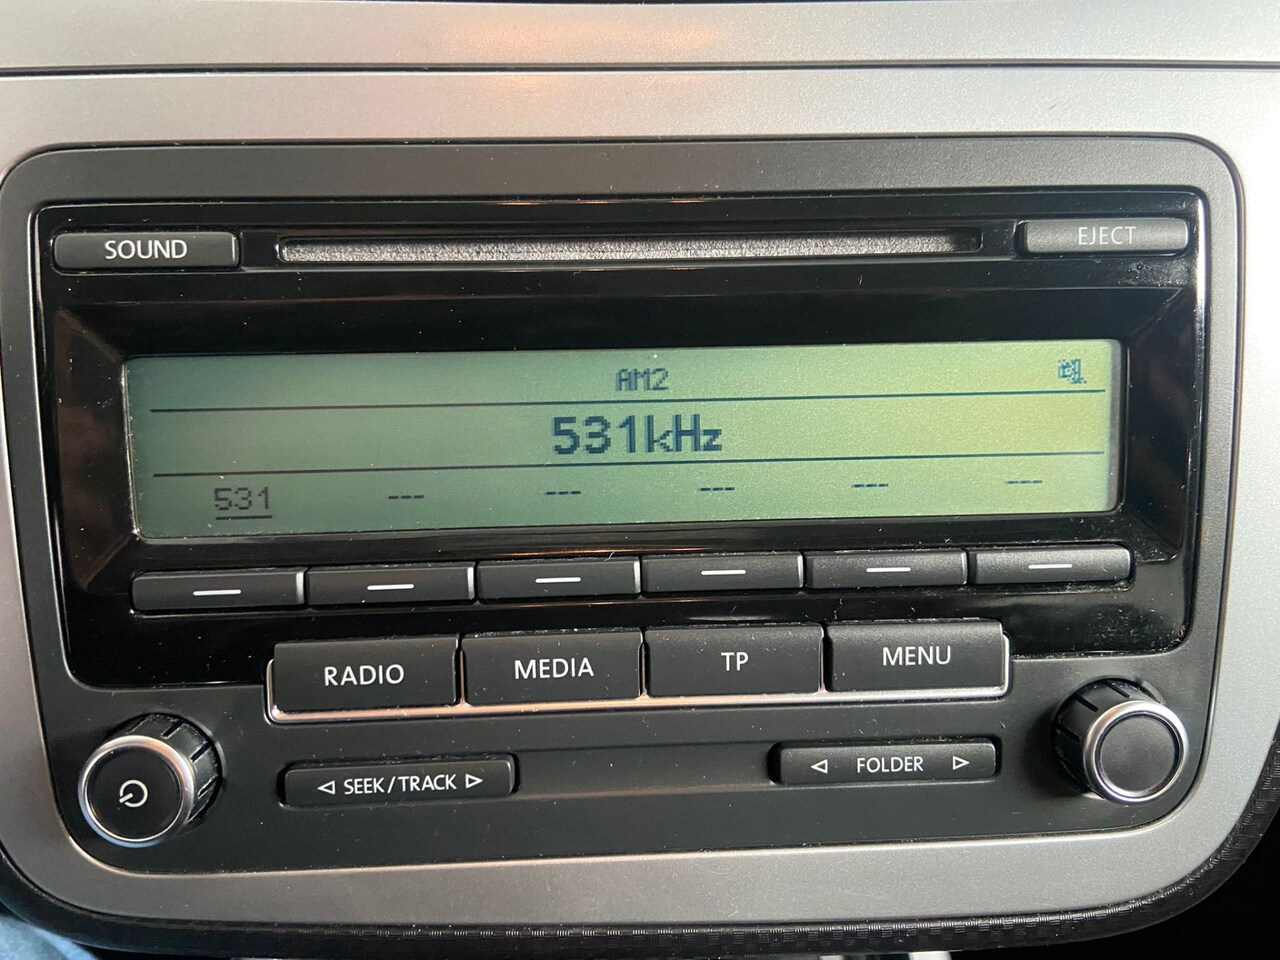 SOUND
EJECT
AM2
531kHz
531 --- --- --- --- ---
RADIO MEDIA TP MENU
SEEK/TRACK
FOLDER